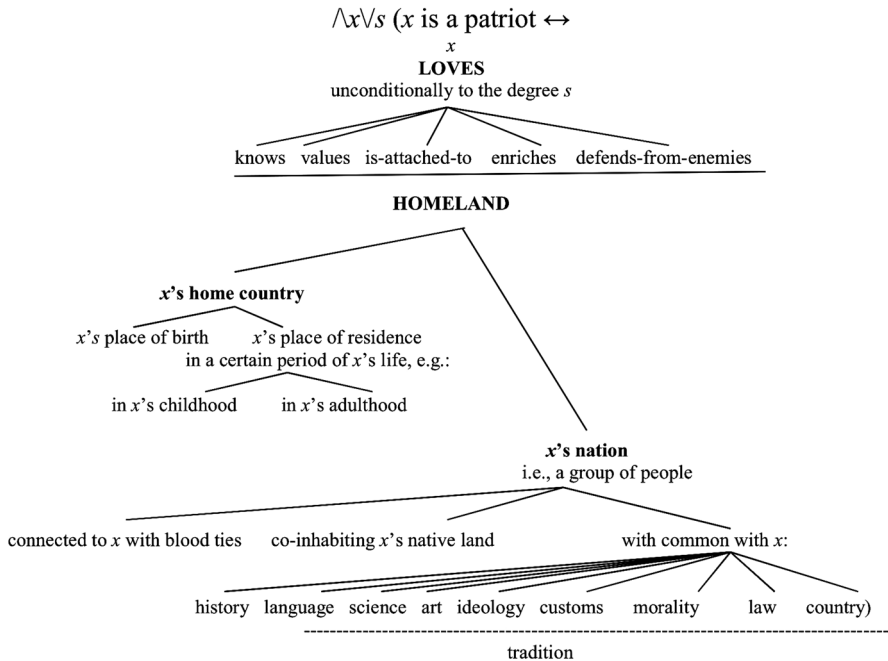 /\x\/s (x is a patriot ↔
x
LOVES
unconditionally to the degree s
knows values is-attached-to enriches defends-from-enemies
HOMELAND
x’s home country
x’s place of birth x’s place of residence
in a certain period of x’s life, e.g.:
in x’s childhood in x’s adulthood
x’s nation
i.e., a group of people
connected to x with blood ties co-inhabiting x’s native land with common with x:
history language science art ideology customs morality law country)
tradition